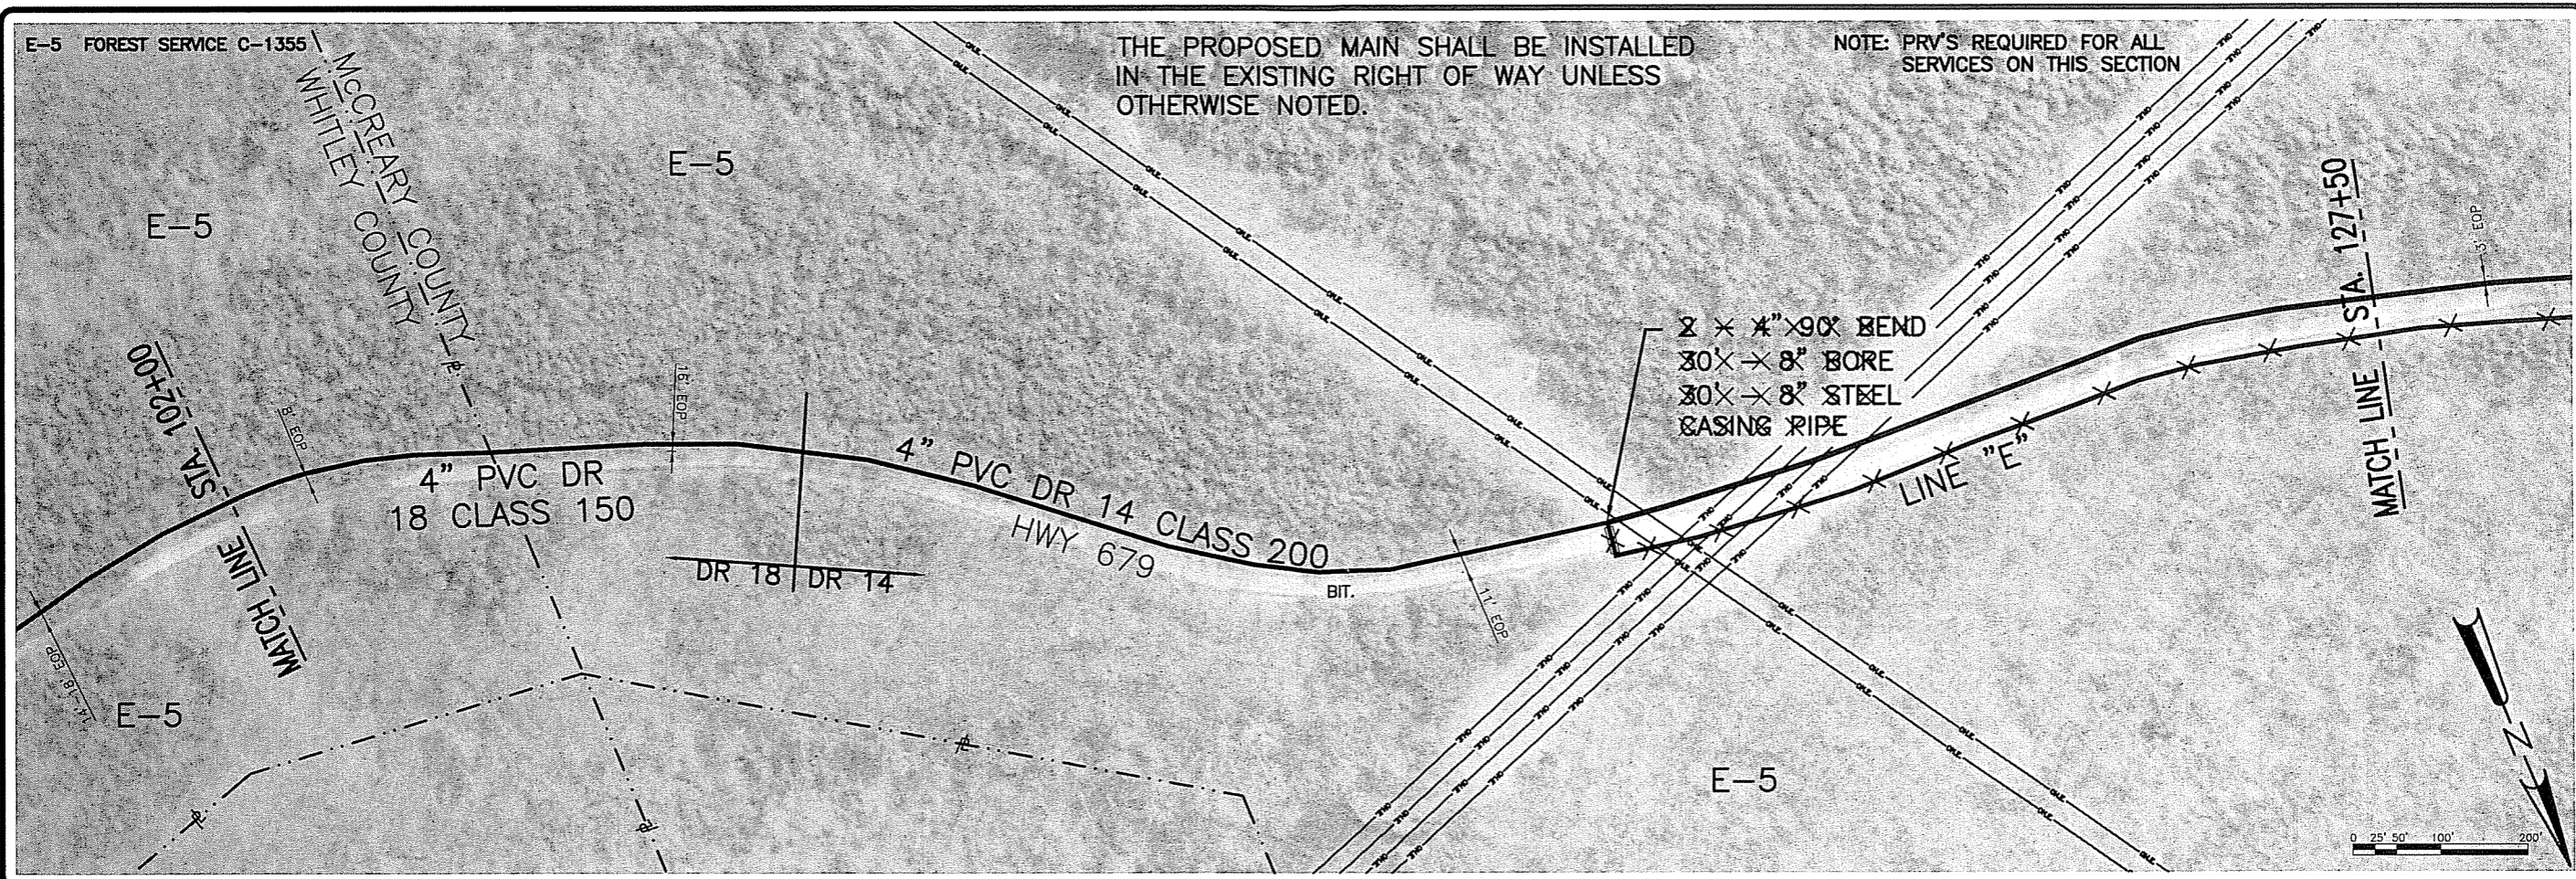 E-5 FOREST SERVICE C-1355
McCREARY COUNTY
WHITLEY COUNTY
THE PROPOSED MAIN SHALL BE INSTALLED
IN THE EXISTING RIGHT OF WAY UNLESS
OTHERWISE NOTED.
NOTE: PRV'S REQUIRED FOR ALL
SERVICES ON THIS SECTION
E-5
E-5
MATCH LINE STA. 102+00
8' EOP
16' EOP
14'-18' EOP
E-5
4" PVC DR
18 CLASS 150
DR 18
DR 14
4" PVC DR 14 CLASS 200
HWY 679
BIT.
11' EOP
2 - 4" 90° BEND
30' - 8" BORE
30' - 8" STEEL
CASING PIPE
LINE "E"
MATCH LINE STA. 127+50
3' EOP
E-5
OHE
N
0 25' 50' 100' 200'